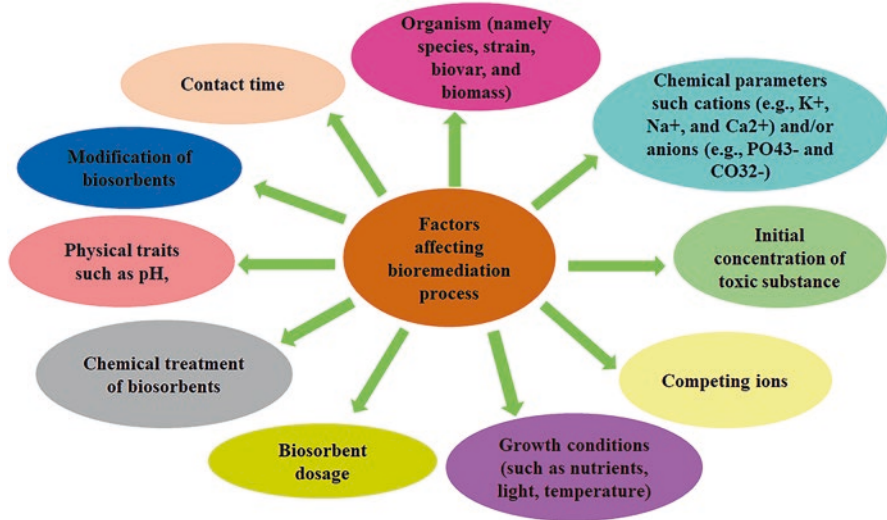 Organism (namely
species, strain,
biovar, and
biomass)
Contact time
Chemical parameters
such cations (e.g., K+,
Na+, and Ca2+) and/or
anions (e.g., PO43- and
CO32-)
Modification of
biosorbents
Factors
affecting
bioremediation
process
Physical traits
such as pH,
Initial
concentration of
toxic substance
Chemical treatment
of biosorbents
Competing ions
Biosorbent
dosage
Growth conditions
(such as nutrients,
light, temperature)